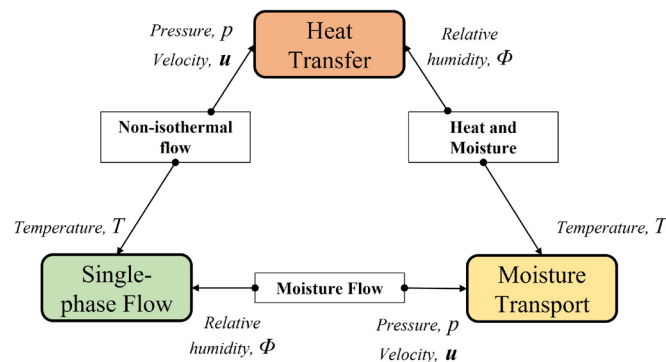 Pressure, p
Velocity, u
Heat
Transfer
Relative
humidity, Φ
Non-isothermal
flow
Heat and
Moisture
Temperature, T
Temperature, T
Single-
phase Flow
Moisture Flow
Moisture
Transport
Relative
humidity, Φ
Pressure, p
Velocity, u